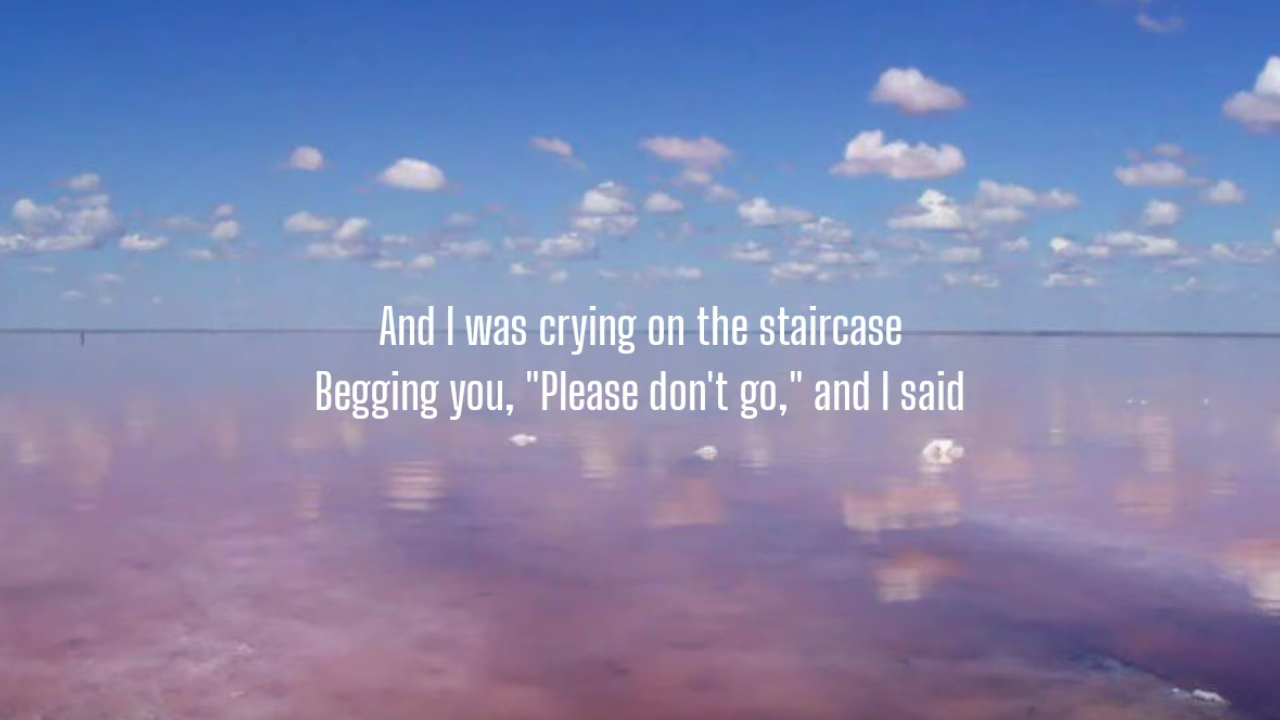 And I was crying on the staircase
Begging you, "Please don't go," and I said